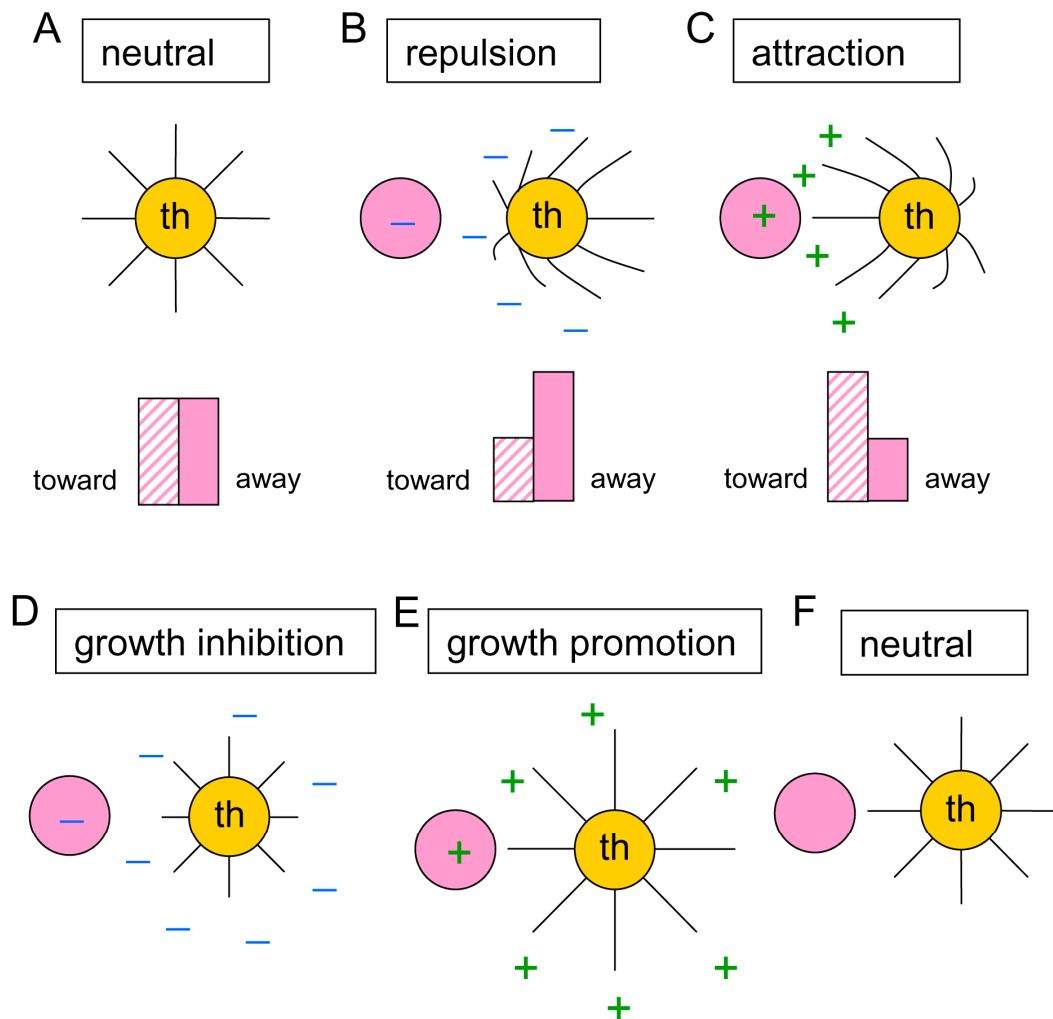 A
neutral
B
repulsion
C
attraction
th
−
−
−
−
−
−
th
+
+
+
+
+
th
toward
away
toward
away
toward
away
D
growth inhibition
E
growth promotion
F
neutral
−
−
−
−
−
−
−
−
th
+
+
+
+
+
+
+
th
th